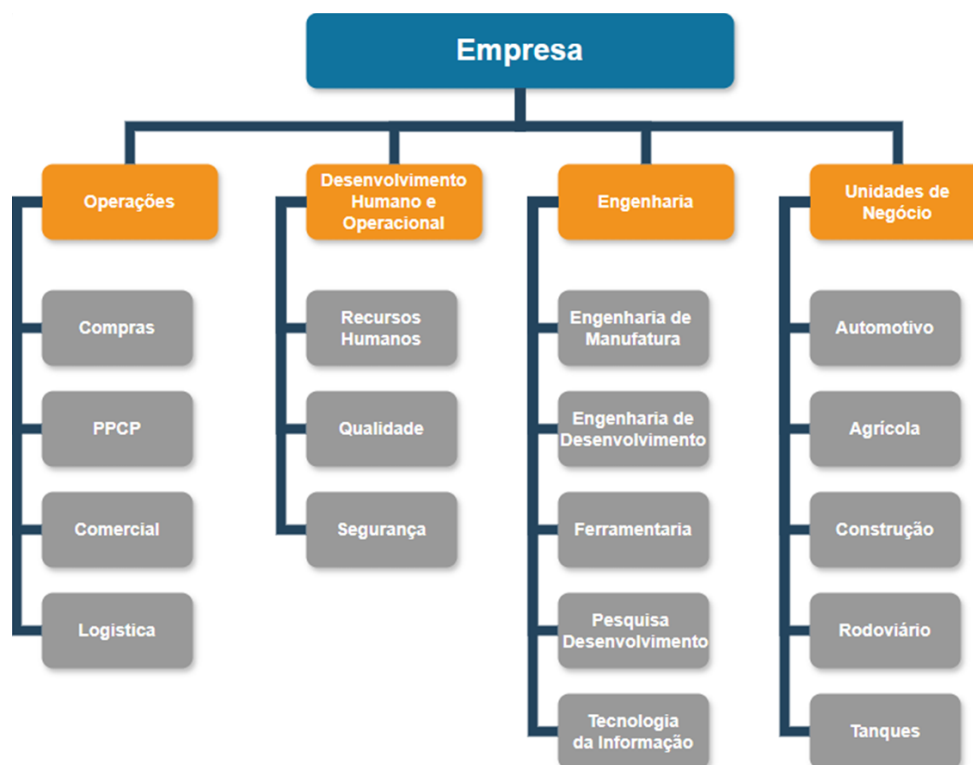 Empresa
Operações
Desenvolvimento
Humano e
Operacional
Engenharia
Unidades de
Negócio
Compras
Recursos
Humanos
Engenharia de
Manufatura
Automotivo
PPCP
Qualidade
Engenharia de
Desenvolvimento
Agrícola
Comercial
Segurança
Ferramentaria
Construção
Logistica
Pesquisa
Desenvolvimento
Rodoviário
Tecnologia
da Informação
Tanques